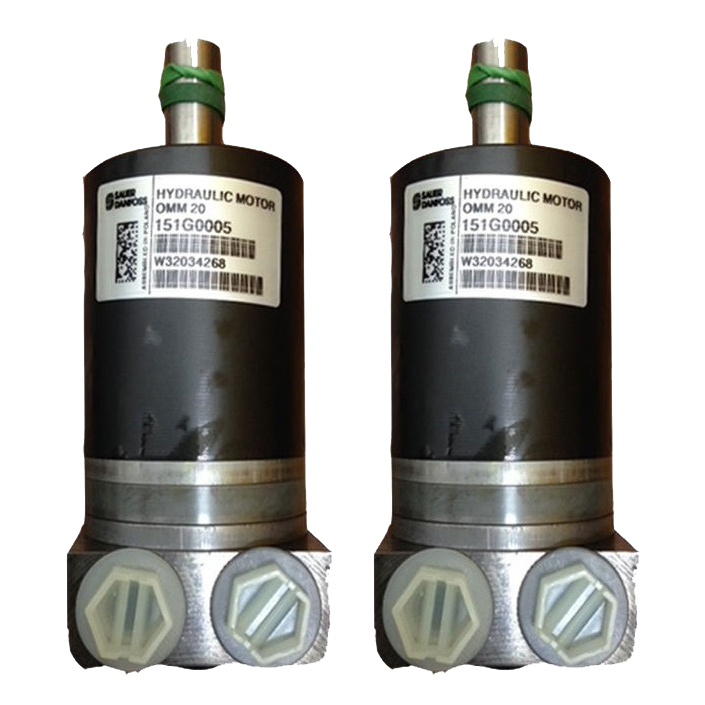 SAUER
DANFOSS
HYDRAULIC MOTOR
OMM 20
151G0005
W32034268
ASSEMBLED IN POLAND
SAUER
DANFOSS
HYDRAULIC MOTOR
OMM 20
151G0005
W32034268
ASSEMBLED IN POLAND